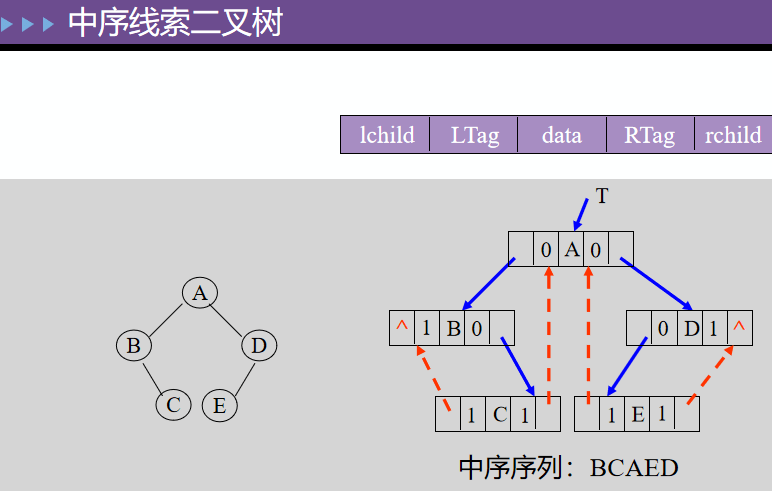 中序线索二叉树
lchild LTag data RTag rchild
T
0 A 0
A
^ 1 B 0
0 D 1 ^
B
D
C
E
1 C 1
1 E 1
中序序列：BCAED